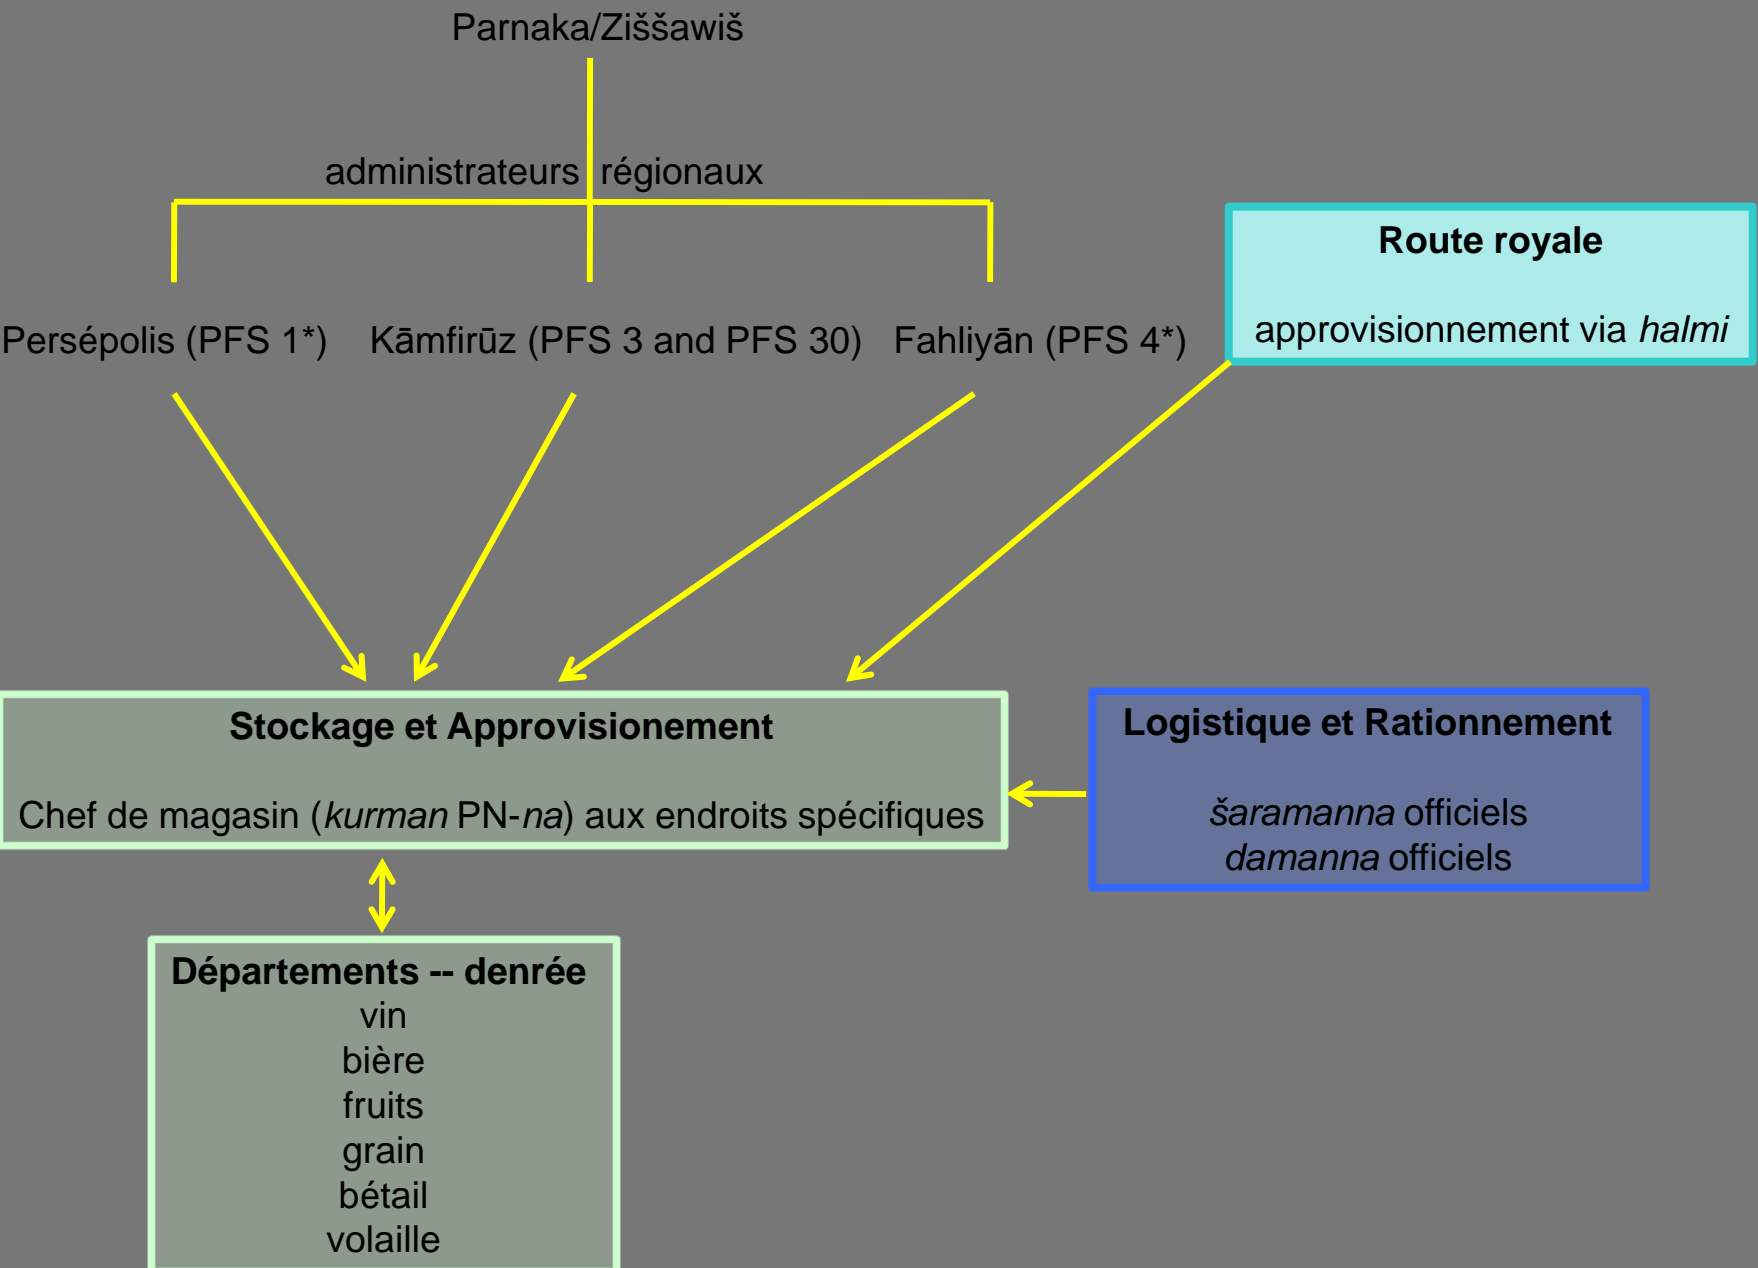 Parnaka/Ziššawiš
administrateurs régionaux
Persépolis (PFS 1*)
Kāmfirūz (PFS 3 and PFS 30)
Fahliyān (PFS 4*)
Route royale
approvisionnement via halmi
Stockage et Approvisionement
Chef de magasin (kurman PN-na) aux endroits spécifiques
Logistique et Rationnement
šaramanna officiels
damanna officiels
Départements -- denrée
vin
bière
fruits
grain
bétail
volaille